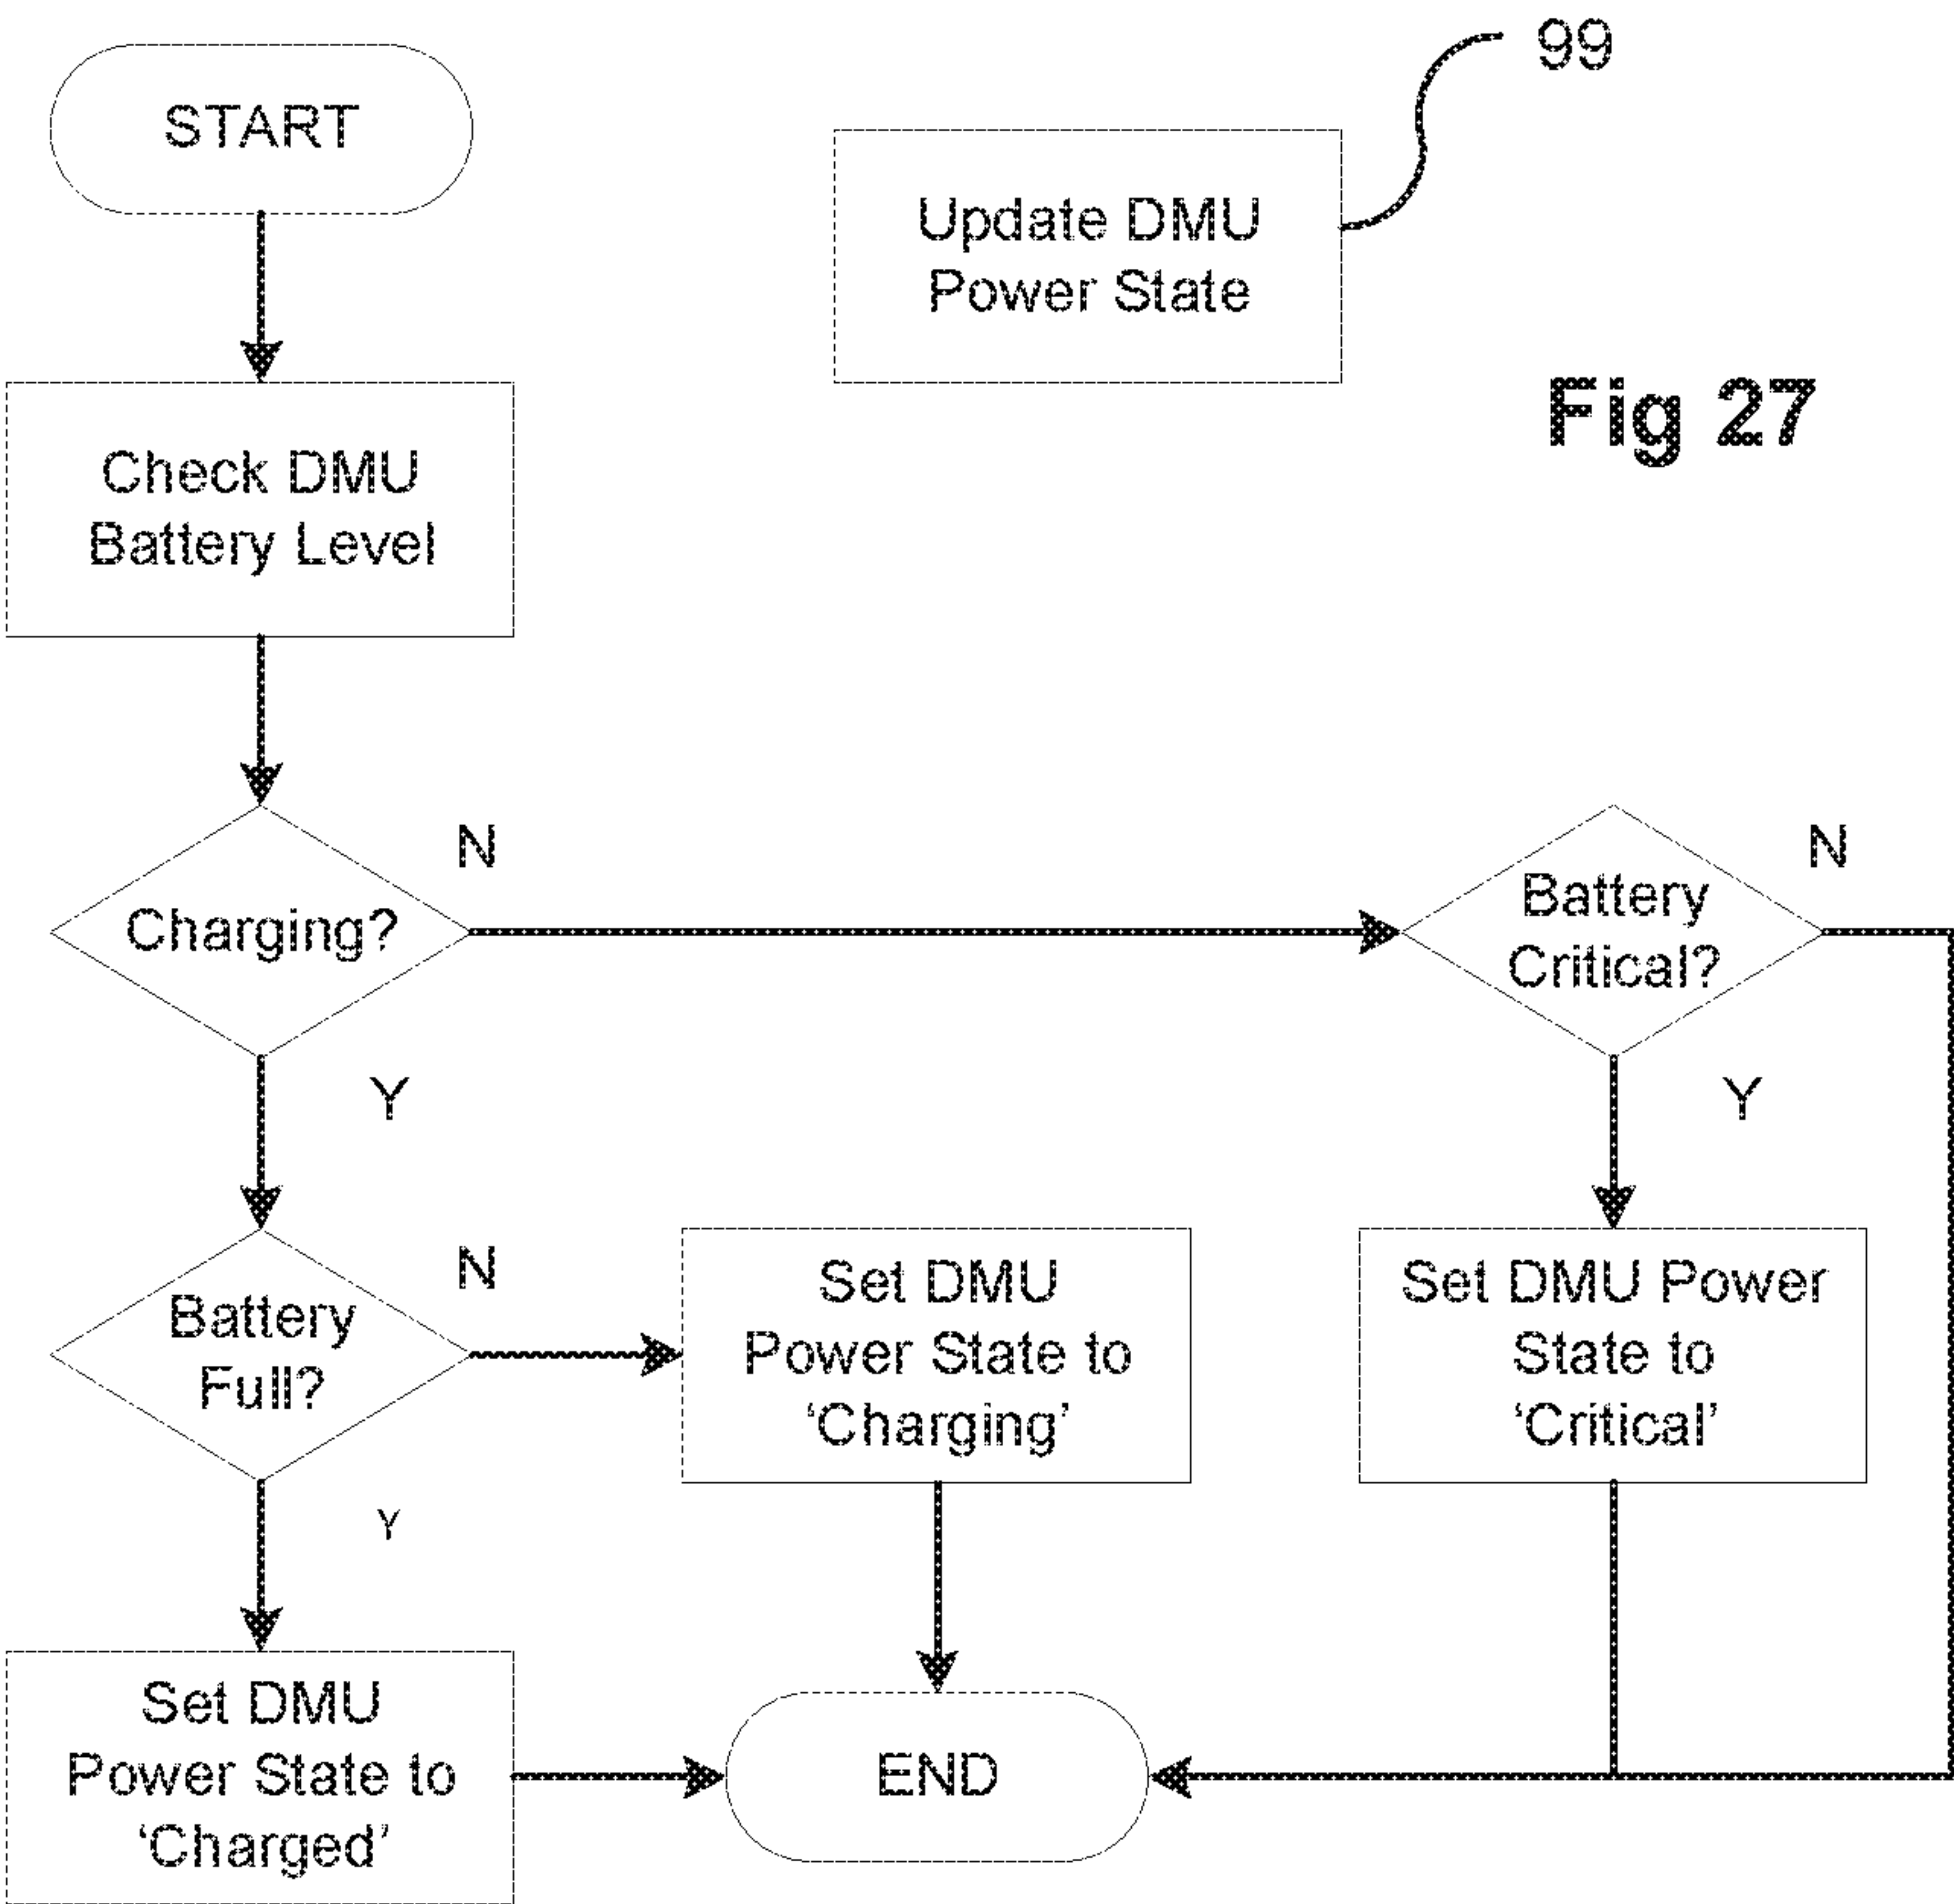 START
99
Update DMU
Power State
Fig 27
Check DMU
Battery Level
Charging?
N
Battery
Critical?
N
Y
Y
Battery
Full?
N
Set DMU
Power State to
‘Charging’
Set DMU Power
State to
‘Critical’
Y
Set DMU
Power State to
‘Charged’
END